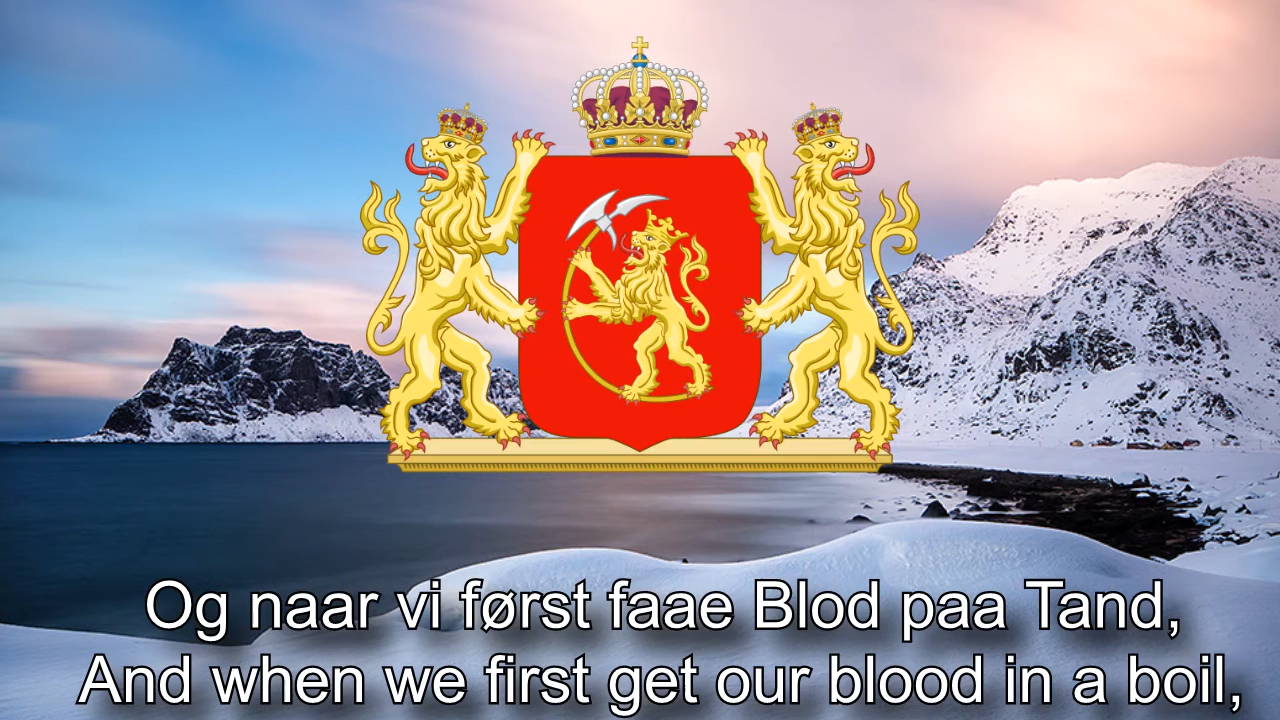 Og naar vi først faae Blod paa Tand,
And when we first get our blood in a boil,